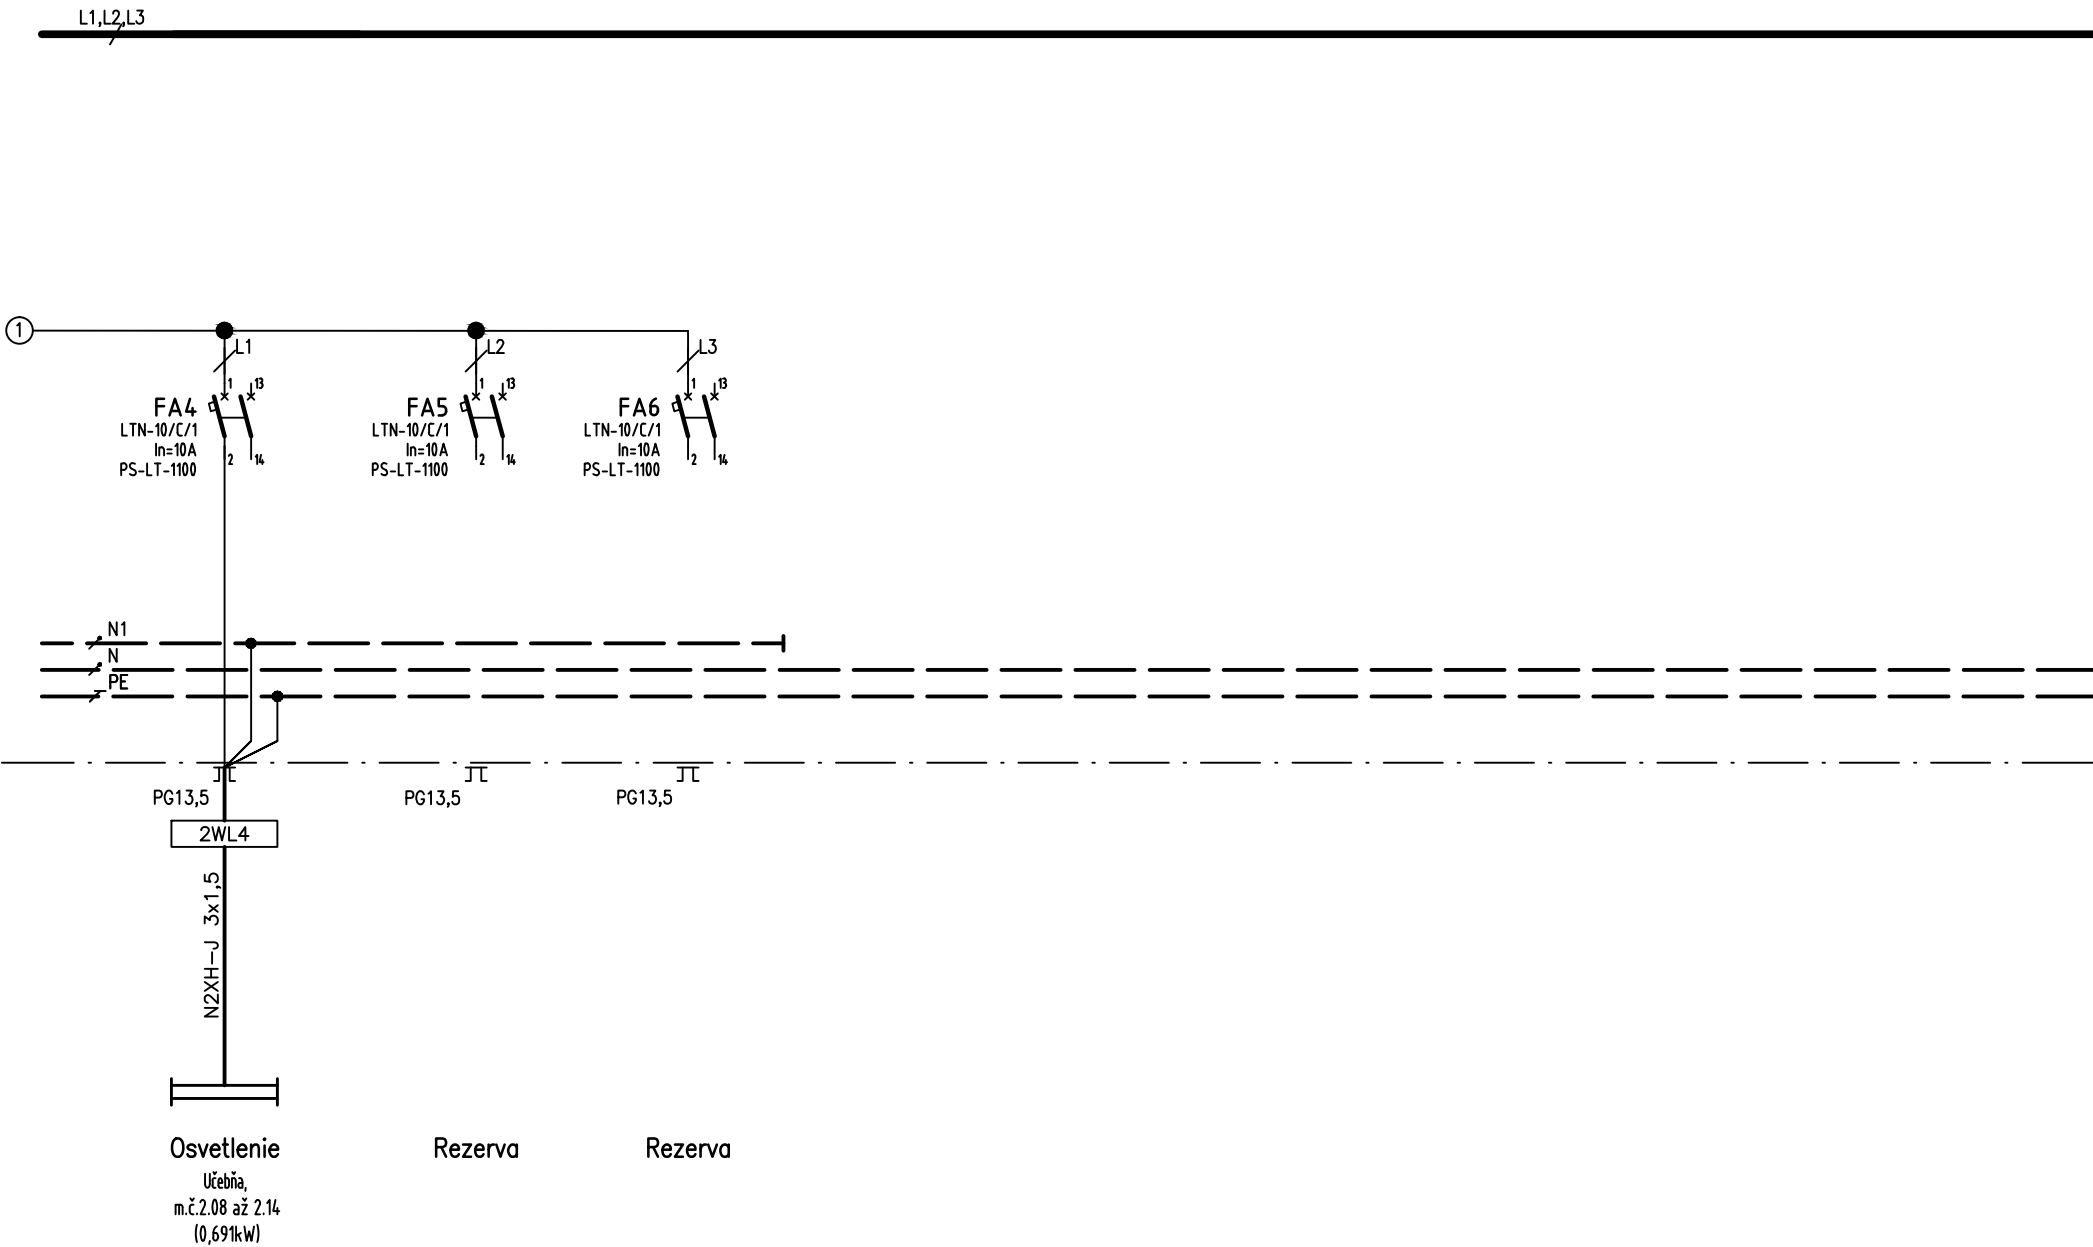 L1,L2,L3
1
L1
L2
L3
1
13
1
13
1
13
FA4
LTN-10/C/1
In=10A
PS-LT-1100
2
14
FA5
LTN-10/C/1
In=10A
PS-LT-1100
2
14
FA6
LTN-10/C/1
In=10A
PS-LT-1100
2
14
N1
N
PE
PG13,5
PG13,5
PG13,5
2WL4
N2XH-J 3x1,5
Osvetlenie
Učebňa,
m.č.2.08 až 2.14
(0,691kW)
Rezerva
Rezerva